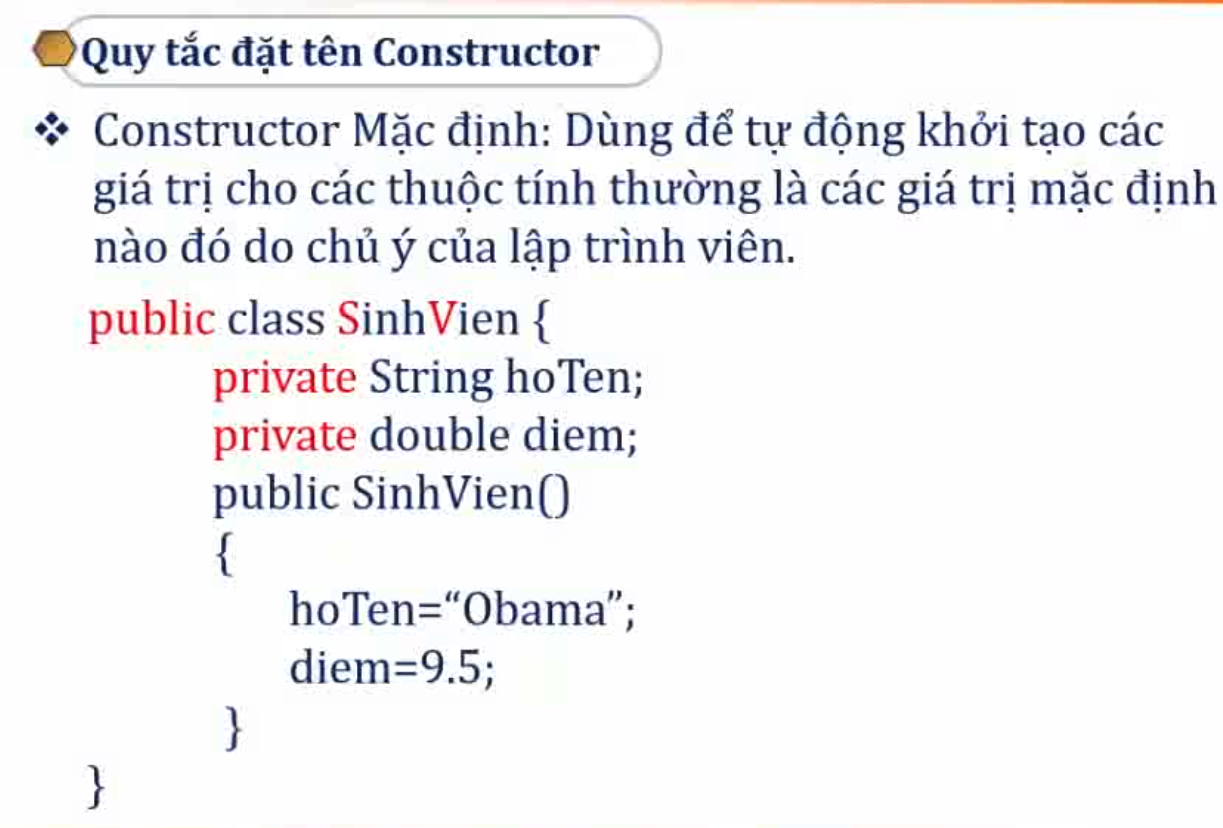 Quy tắc đặt tên Constructor
Constructor Mặc định: Dùng để tự động khởi tạo các
giá trị cho các thuộc tính thường là các giá trị mặc định
nào đó do chủ ý của lập trình viên.
public class SinhVien {
private String hoTen;
private double diem;
public SinhVien()
{
hoTen=“Obama”;
diem=9.5;
}
}